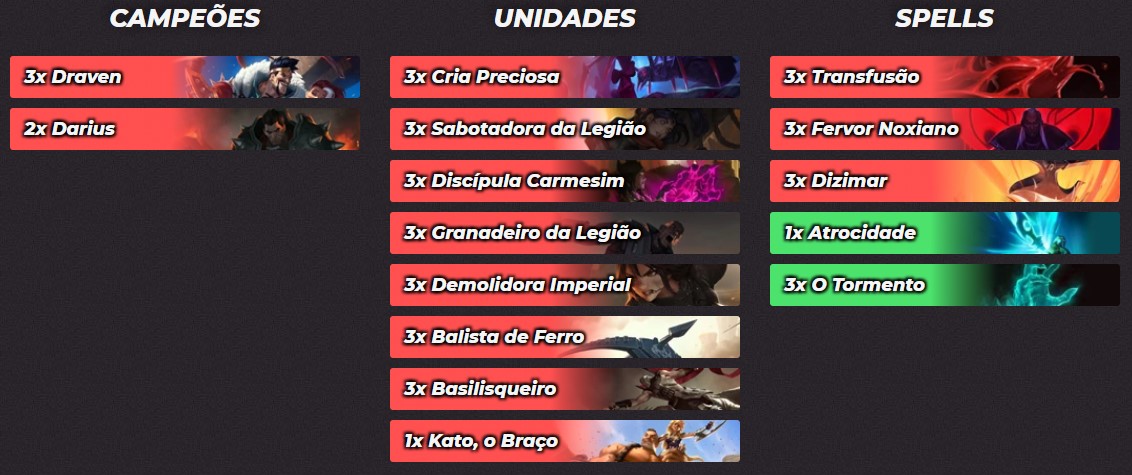 CAMPEÕES
3x Draven
2x Darius
UNIDADES
3x Cria Preciosa
3x Sabotadora da Legião
3x Discípula Carmesim
3x Granadeiro da Legião
3x Demolidora Imperial
3x Balista de Ferro
3x Basilisqueiro
1x Kato, o Braço
SPELLS
3x Transfusão
3x Fervor Noxiano
3x Dizimar
1x Atrocidade
3x O Tormento